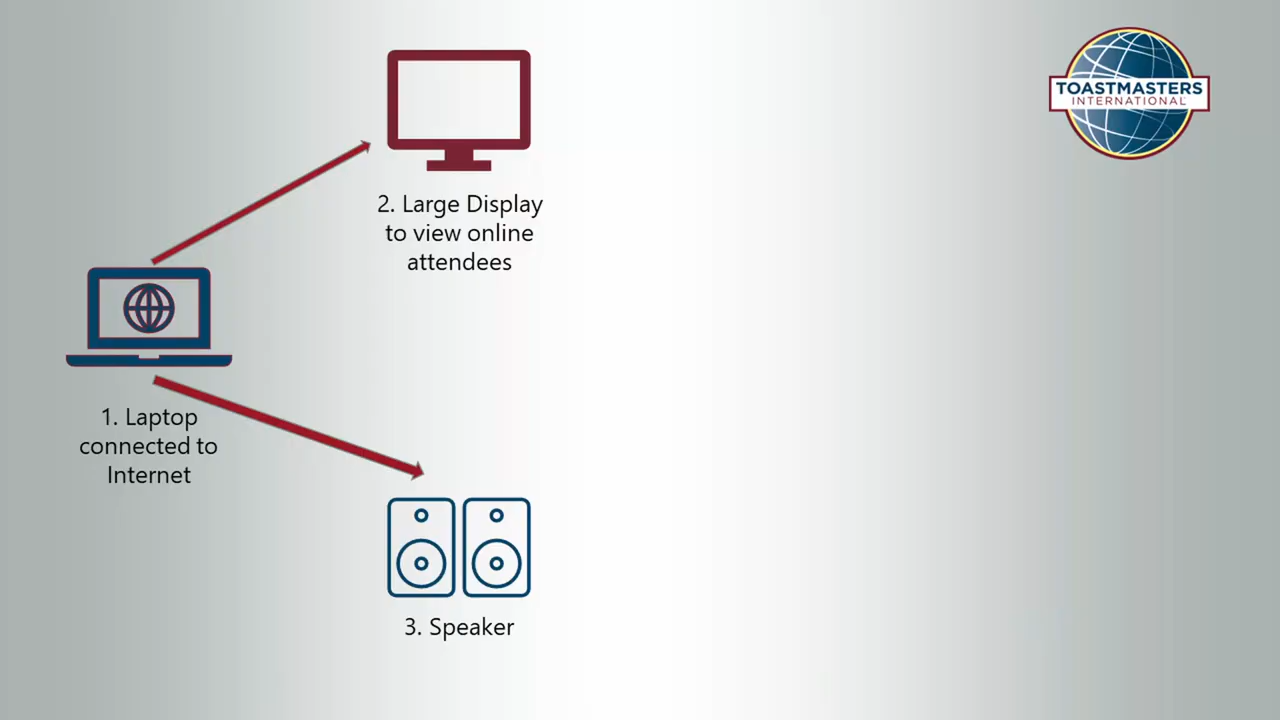 TOASTMASTERS
INTERNATIONAL
2. Large Display
to view online
attendees
1. Laptop
connected to
Internet
3. Speaker